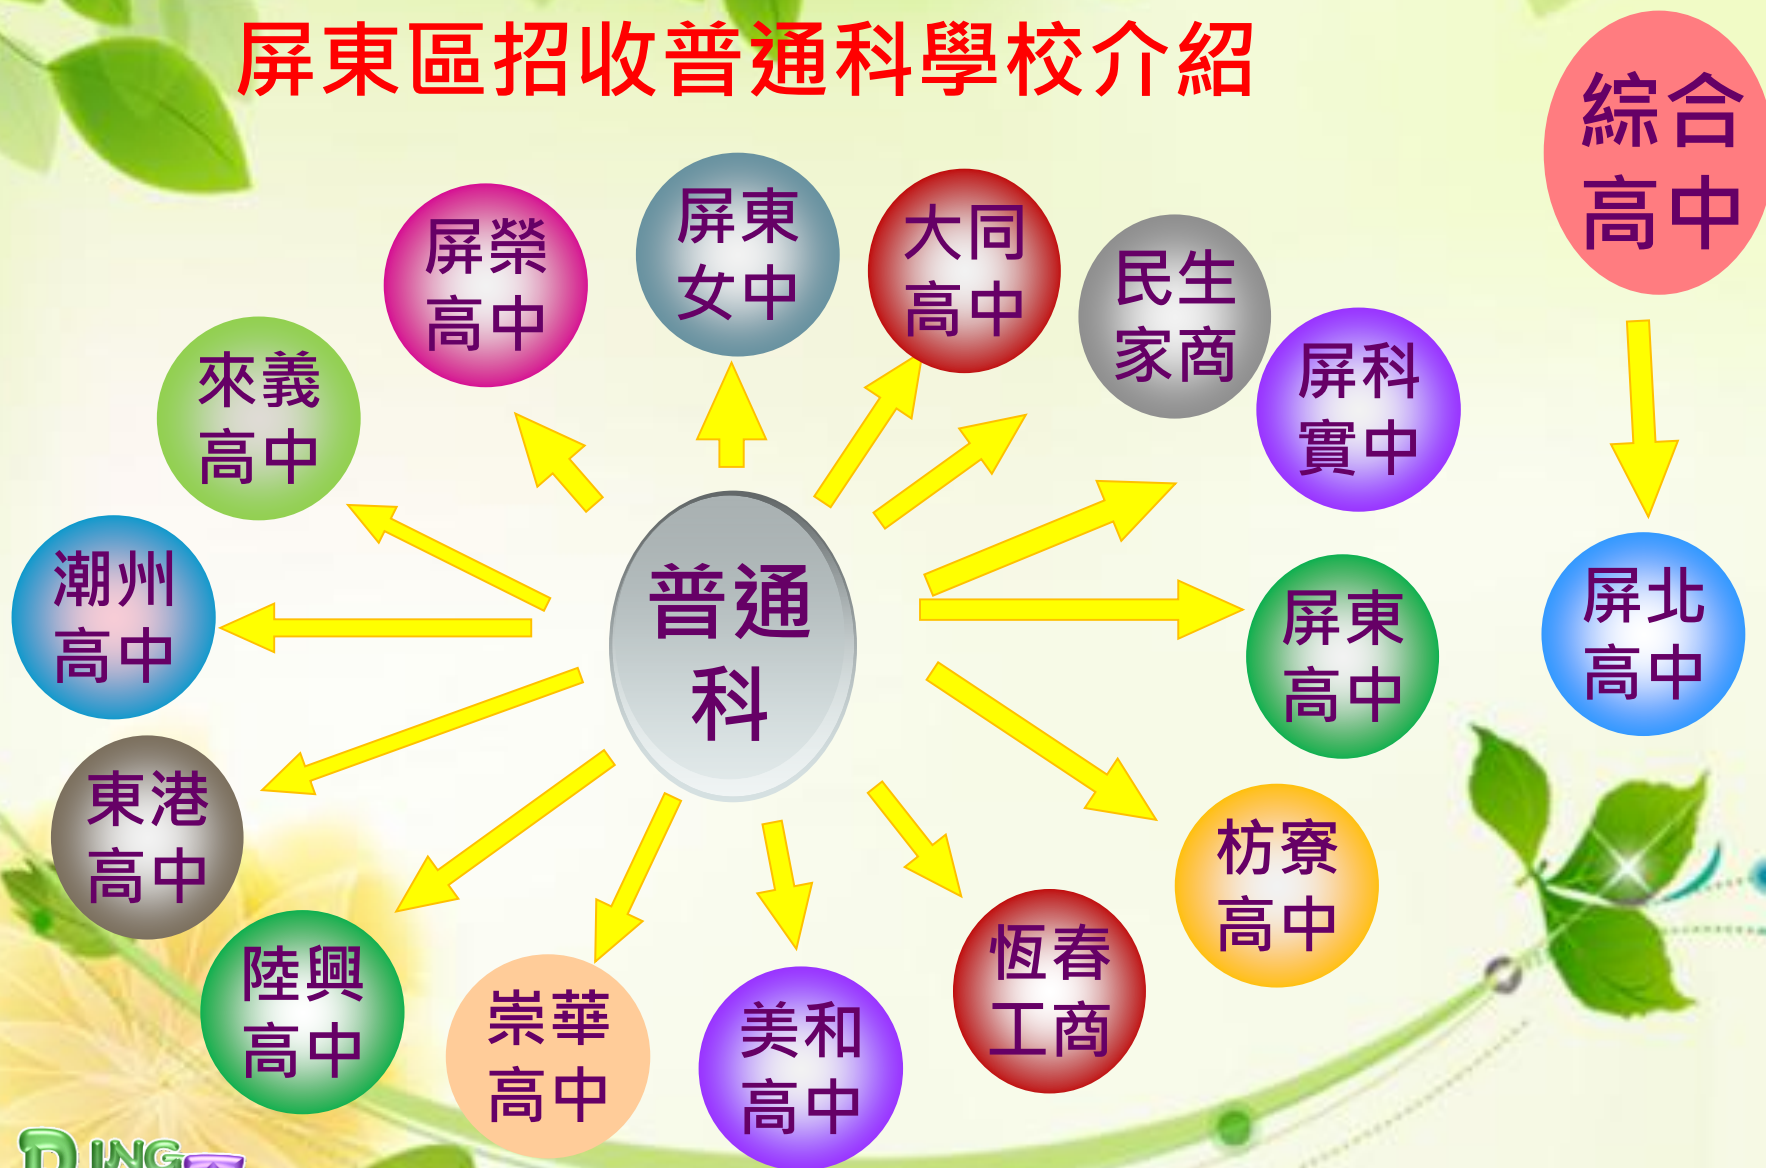 屏東區招收普通科學校介紹
綜合
高中
屏榮
高中
屏東
女中
大同
高中
民生
家商
屏科
實中
來義
高中
潮州
高中
普通
科
屏東
高中
屏北
高中
東港
高中
枋寮
高中
陸興
高中
崇華
高中
美和
高中
恆春
工商
DING